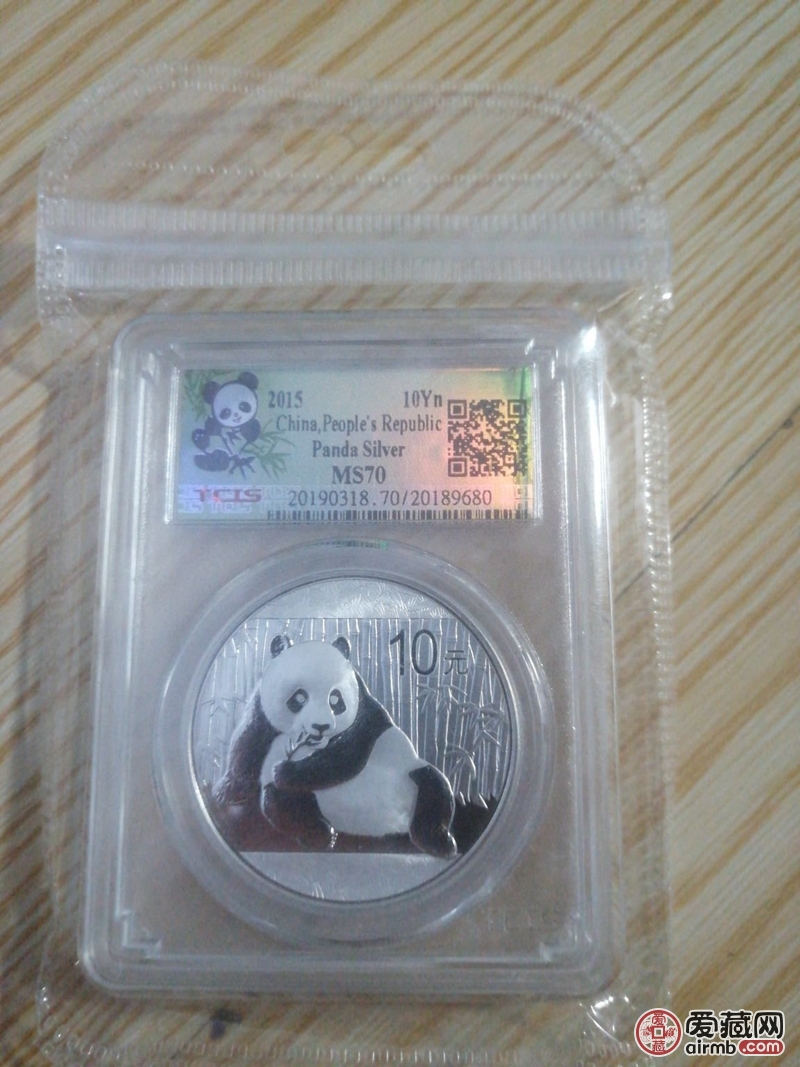 2015 10Yn
China,People's Republic
Panda Silver
MS70
TCIS 20190318.70/20189680
10元
爱藏网
airmb.com